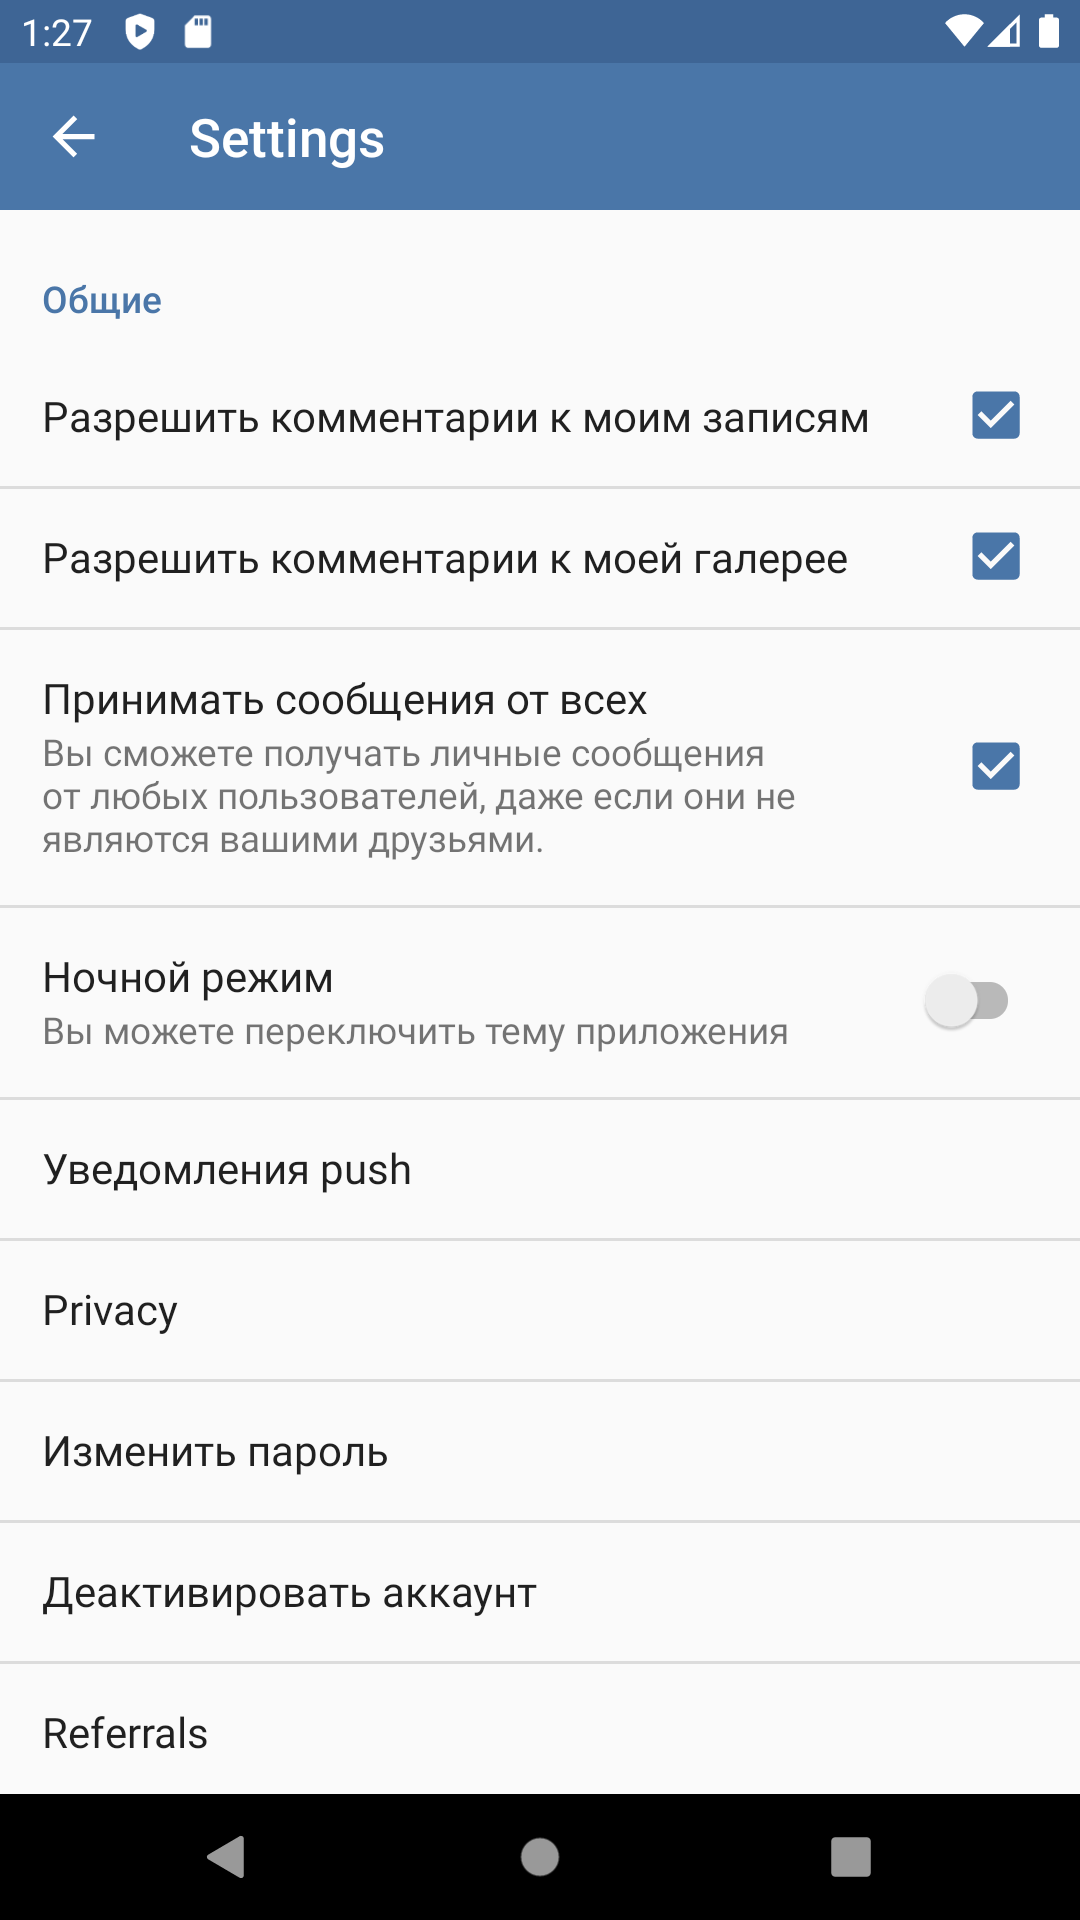 1:27
Settings
Общие
Разрешить комментарии к моим записям
Разрешить комментарии к моей галерее
Принимать сообщения от всех
Вы сможете получать личные сообщения
от любых пользователей, даже если они не
являются вашими друзьями.
Ночной режим
Вы можете переключить тему приложения
Уведомления push
Privacy
Изменить пароль
Деактивировать аккаунт
Referrals